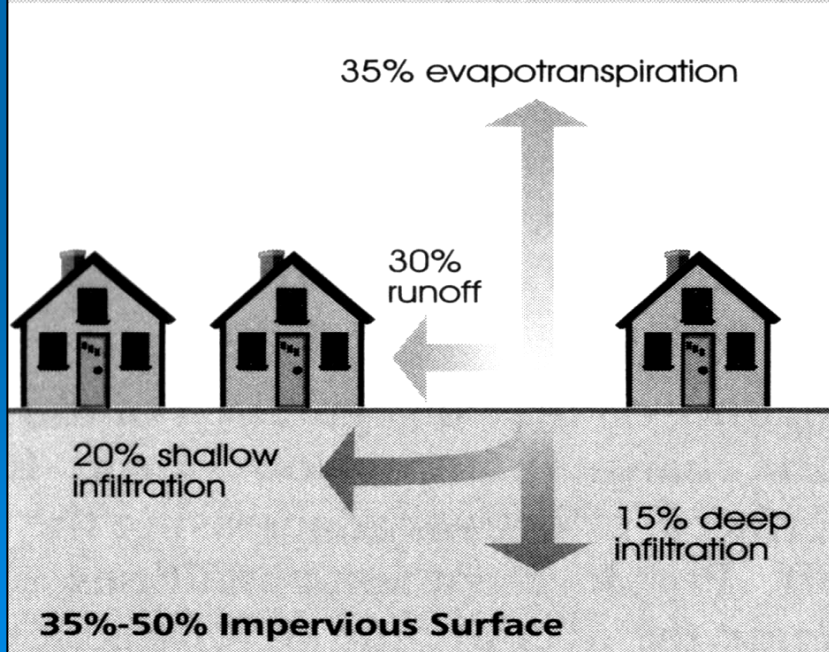 35% evapotranspiration
30%
runoff
20% shallow
infiltration
15% deep
infiltration
35%-50% Impervious Surface